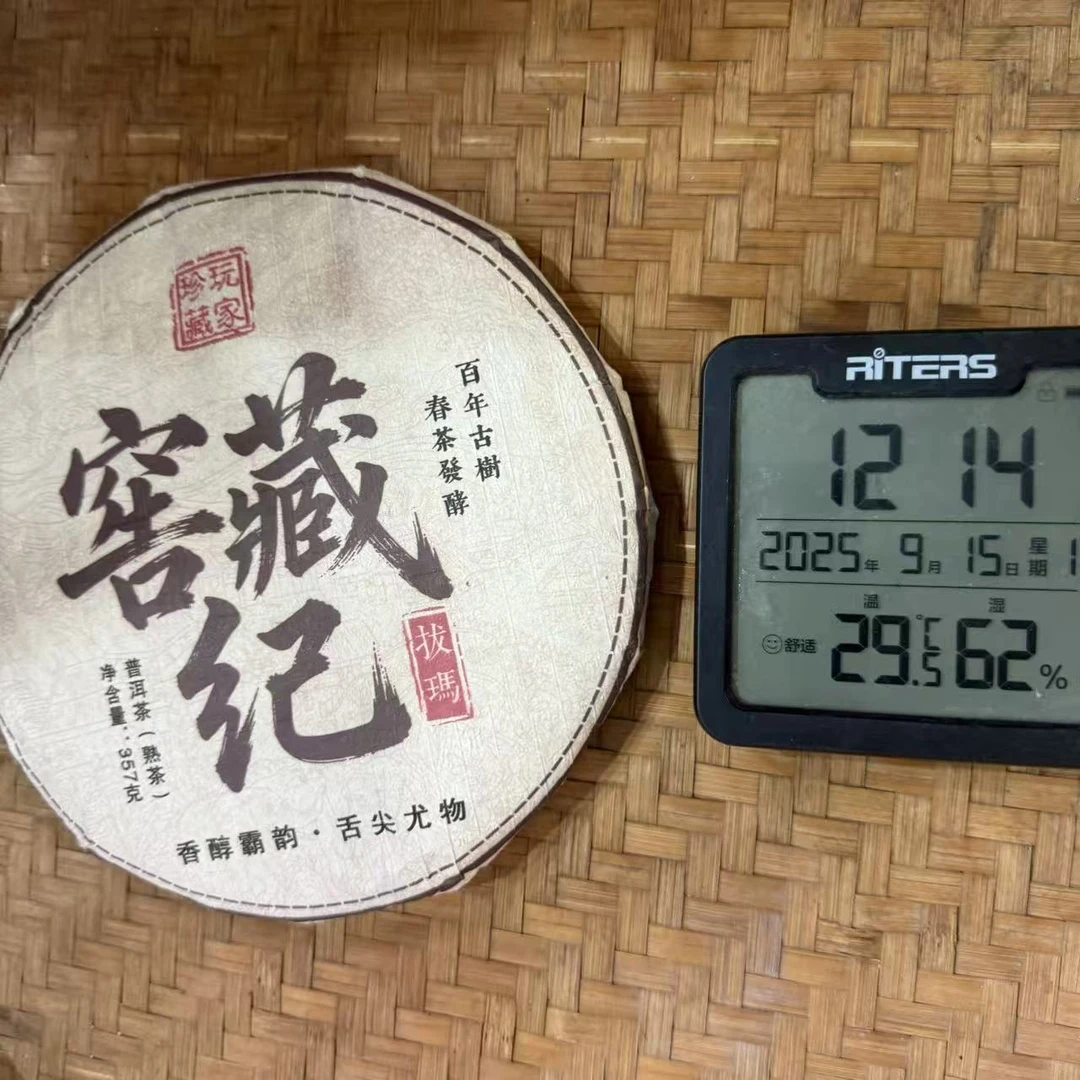 玩家
珍藏
百年古樹
春茶發酵
窖藏
纪
拔瑪
普洱茶（熟茶）
净含量：357克
香醇霸韵·舌尖尤物
RITERS
12 14
2025年 9月 15日 星期 1
温 湿
舒适 29.5℃ 62%